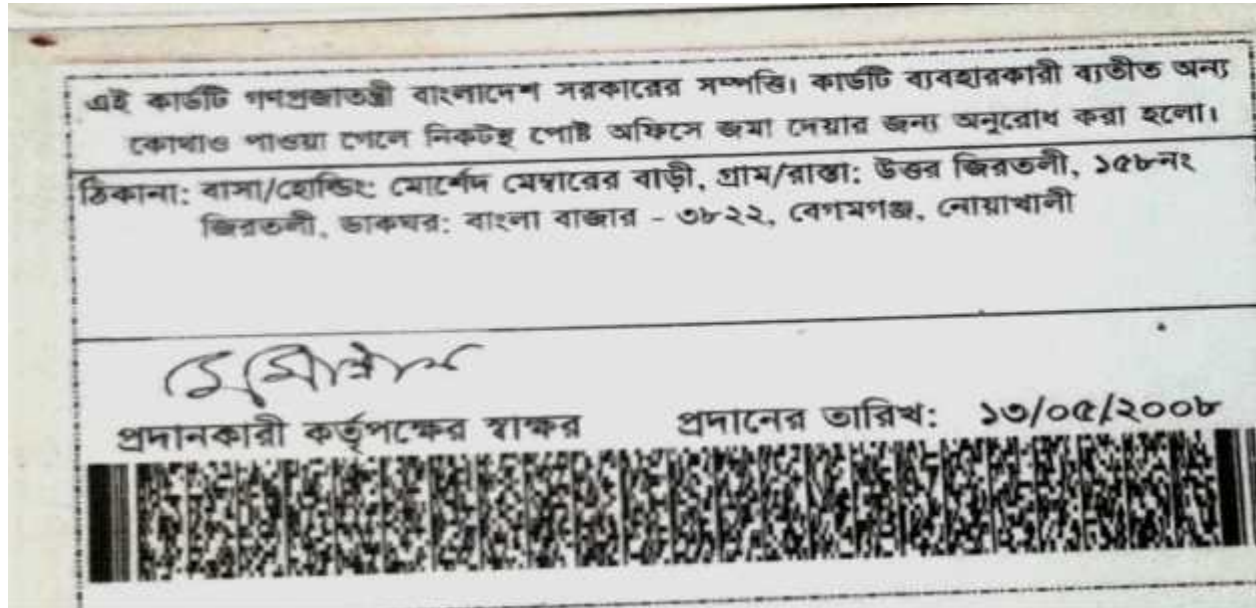 এই কার্ডটি গণপ্রজাতন্ত্রী বাংলাদেশ সরকারের সম্পত্তি। কার্ডটি ব্যবহারকারী ব্যতীত অন্য
কোথাও পাওয়া গেলে নিকটস্থ পোষ্ট অফিসে জমা দেয়ার জন্য অনুরোধ করা হলো।
ঠিকানা: বাসা/হোল্ডিং: মোর্শেদ মেম্বারের বাড়ী, গ্রাম/রাস্তা: উত্তর জিরতলী, ১৫৮নং
জিরতলী, ডাকঘর: বাংলা বাজার - ৩৮২২, বেগমগঞ্জ, নোয়াখালী
প্রদানকারী কর্তৃপক্ষের স্বাক্ষর প্রদানের তারিখ: ১৩/০৫/২০০৮